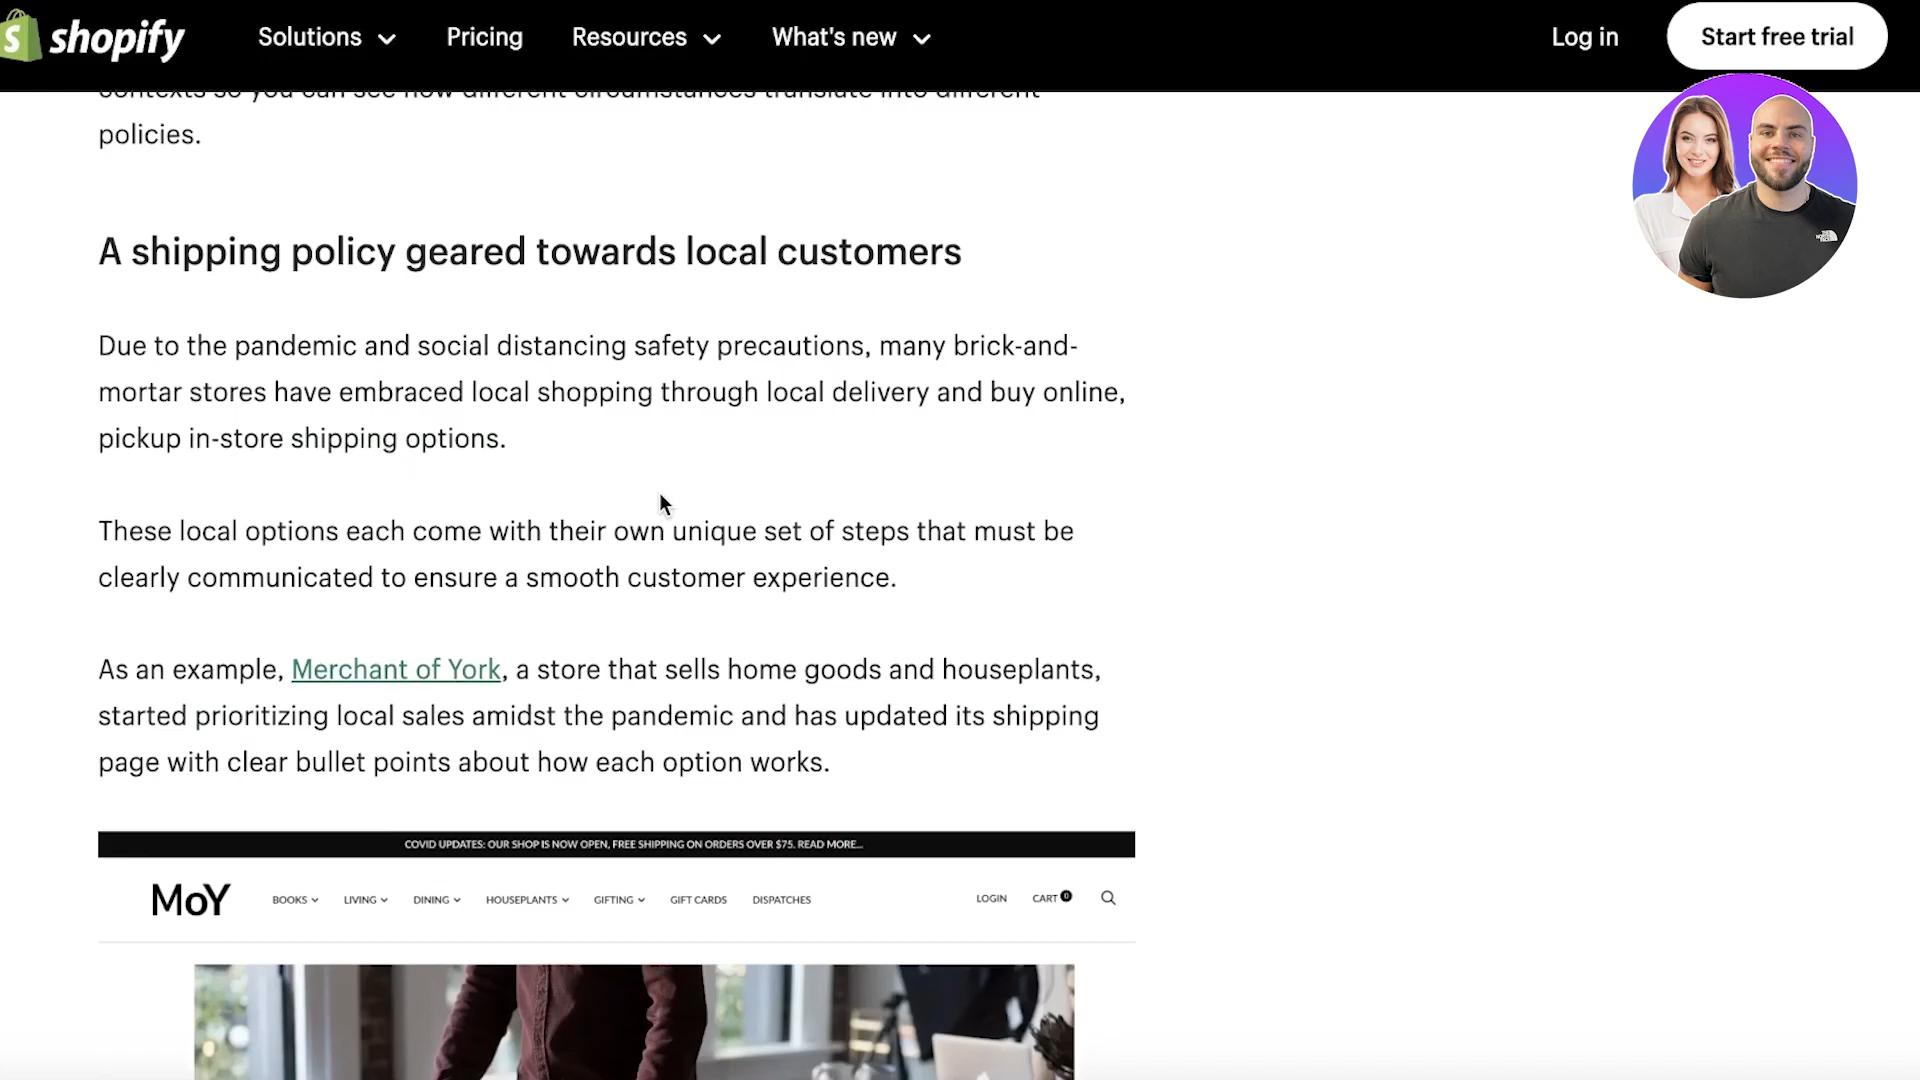 shopify
Solutions
Pricing
Resources
What's new
Log in
Start free trial
contexts so you can see how different circumstances translate into different
policies.
A shipping policy geared towards local customers
Due to the pandemic and social distancing safety precautions, many brick-and-
mortar stores have embraced local shopping through local delivery and buy online,
pickup in-store shipping options.
These local options each come with their own unique set of steps that must be
clearly communicated to ensure a smooth customer experience.
As an example, Merchant of York, a store that sells home goods and houseplants,
started prioritizing local sales amidst the pandemic and has updated its shipping
page with clear bullet points about how each option works.
COVID UPDATES: OUR SHOP IS NOW OPEN, FREE SHIPPING ON ORDERS OVER $75. READ MORE...
MoY
BOOKS
LIVING
DINING
HOUSEPLANTS
GIFTING
GIFT CARDS
DISPATCHES
LOGIN
CART 0